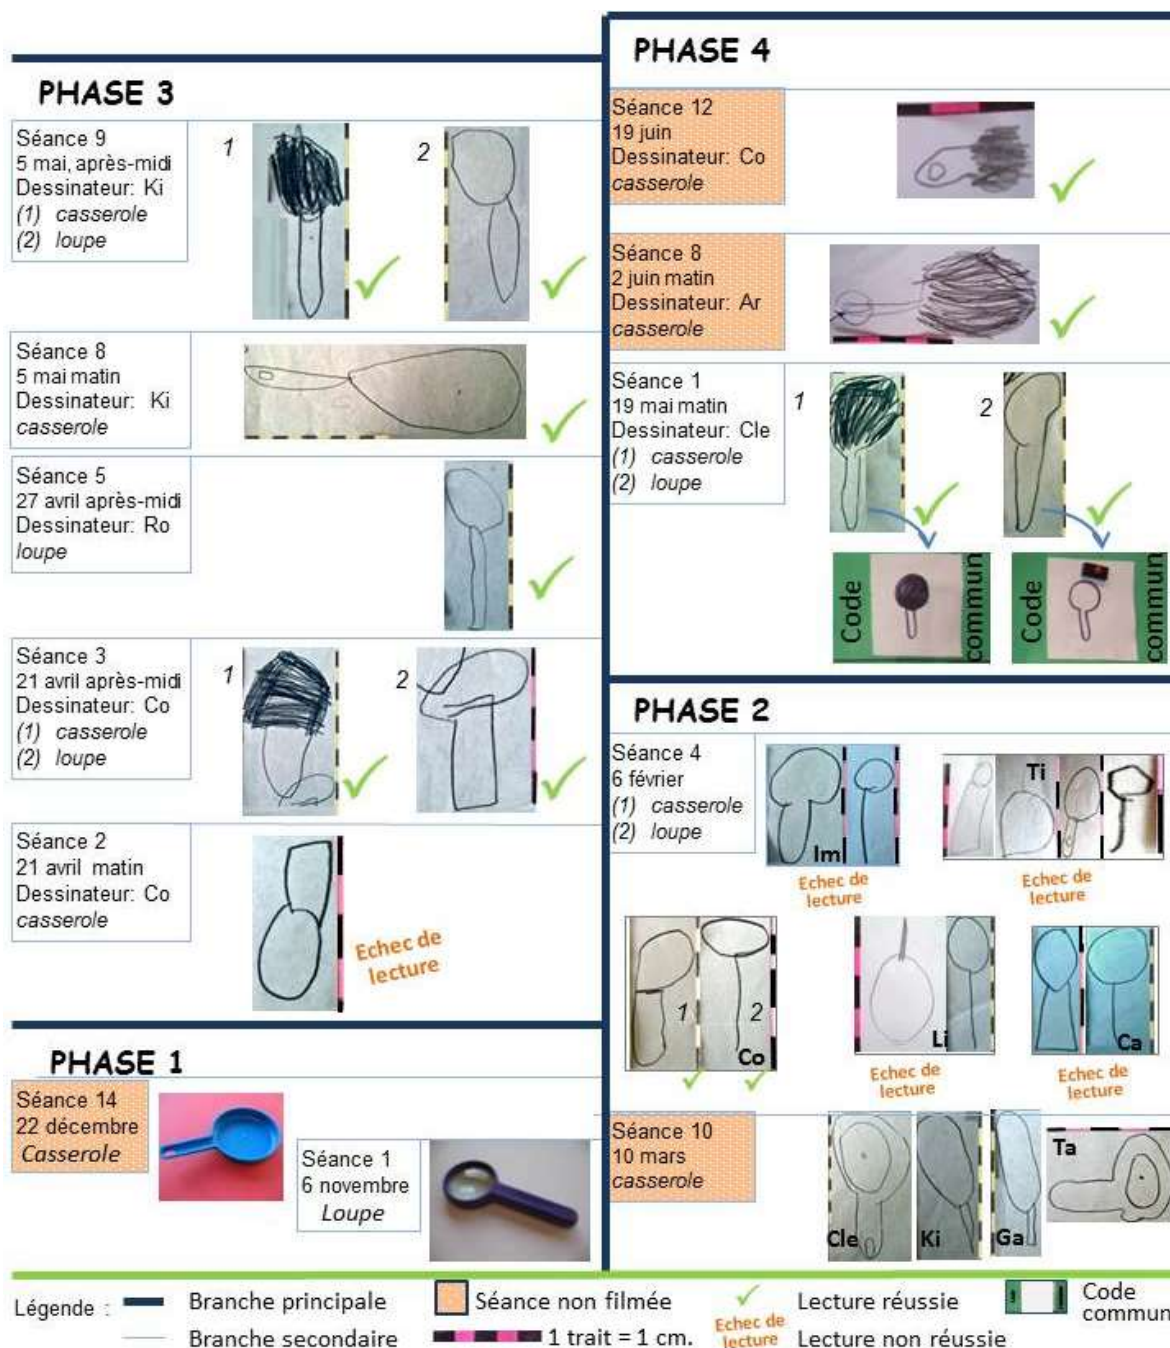 PHASE 3
Séance 9
5 mai, après-midi
Dessinateur: Ki
(1) casserole
(2) loupe
1
2
Séance 8
5 mai matin
Dessinateur: Ki
casserole
Séance 5
27 avril après-midi
Dessinateur: Ro
loupe
Séance 3
21 avril après-midi
Dessinateur: Co
(1) casserole
(2) loupe
1
2
Séance 2
21 avril matin
Dessinateur: Co
casserole
Echec de
lecture
PHASE 1
Séance 14
22 décembre
Casserole
Séance 1
6 novembre
Loupe
PHASE 4
Séance 12
19 juin
Dessinateur: Co
casserole
Séance 8
2 juin matin
Dessinateur: Ar
casserole
Séance 1
19 mai matin
Dessinateur: Cle
(1) casserole
(2) loupe
1
2
Code
commun
Code
commun
PHASE 2
Séance 4
6 février
(1) casserole
(2) loupe
Im
Echec de
lecture
Ti
Echec de
lecture
1
2
Co
Li
Echec de
lecture
Ca
Echec de
lecture
Séance 10
10 mars
casserole
Cle
Ki
Ga
Ta
Légende :
Branche principale
Séance non filmée
Lecture réussie
Code
commun
Branche secondaire
1 trait = 1 cm.
Echec de
lecture
Lecture non réussie